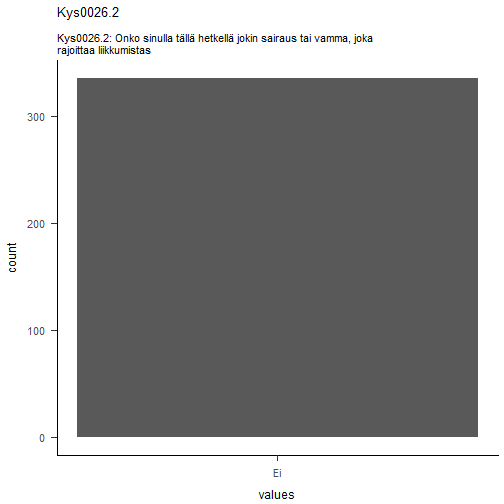 Kys0026.2
Kys0026.2: Onko sinulla tällä hetkellä jokin sairaus tai vamma, joka
rajoittaa liikkumistas
300
200
100
0
count
Ei
values